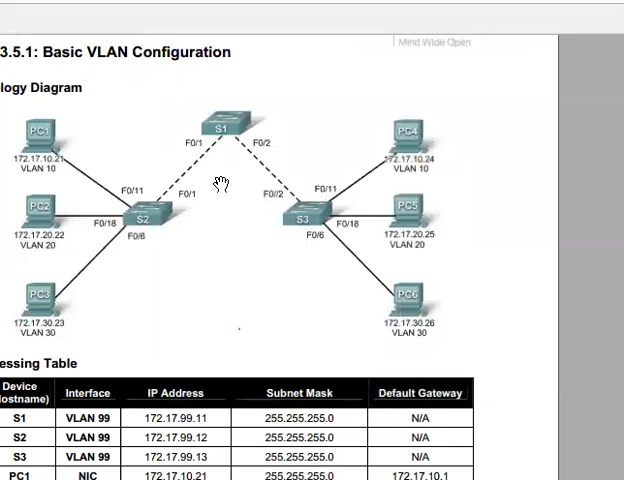 Mind Wide Open
3.5.1: Basic VLAN Configuration
ology Diagram
S1
PC1
172.17.10.21
VLAN 10
F0/1
F0/2
PC4
172.17.10.24
VLAN 10
F0/11
F0/1
F0//2
F0/11
PC2
172.17.20.22
VLAN 20
F0/18
S2
F0/6
S3
F0/6
F0/18
PC5
172.17.20.25
VLAN 20
PC3
172.17.30.23
VLAN 30
PC6
172.17.30.26
VLAN 30
essing Table
Device
Hostname) Interface IP Address Subnet Mask Default Gateway
S1 VLAN 99 172.17.99.11 255.255.255.0 N/A
S2 VLAN 99 172.17.99.12 255.255.255.0 N/A
S3 VLAN 99 172.17.99.13 255.255.255.0 N/A
PC1 NIC 172.17.10.21 255.255.255.0 172.17.10.1